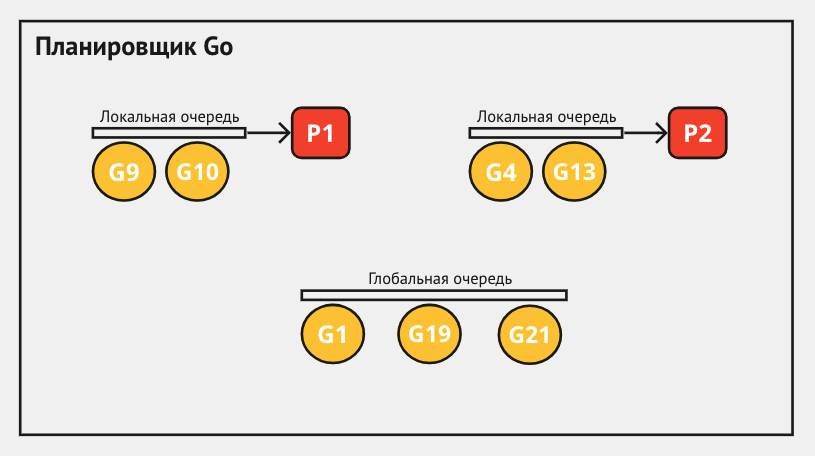 Планировщик Go
Локальная очередь
P1
G9
G10
Локальная очередь
P2
G4
G13
Глобальная очередь
G1
G19
G21